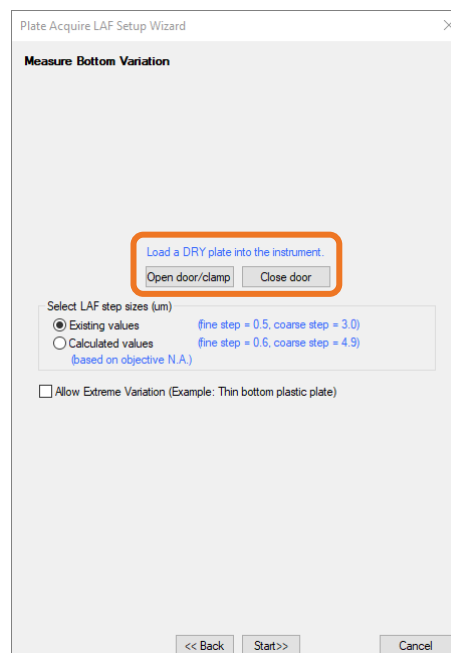 Plate Acquire LAF Setup Wizard
Measure Bottom Variation
Load a DRY plate into the instrument.
Open door/clamp Close door
Select LAF step sizes (um)
Existing values (fine step = 0.5, coarse step = 3.0)
Calculated values (fine step = 0.6, coarse step = 4.9)
(based on objective N.A.)
Allow Extreme Variation (Example: Thin bottom plastic plate)
<< Back Start>> Cancel